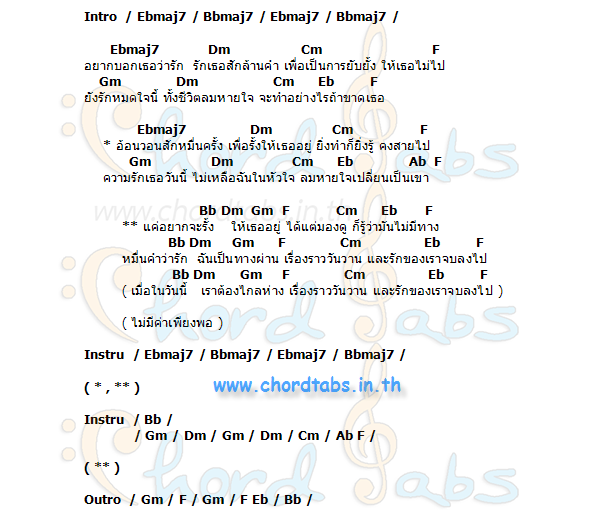 Intro / Ebmaj7 / Bbmaj7 / Ebmaj7 / Bbmaj7 /
Ebmaj7 Dm Cm F
อยากบอกเธอว่ารัก รักเธอสักล้านคำ เพื่อเป็นการยับยั้ง ให้เธอไม่ไป
Gm Dm Cm Eb F
ยังรักหมดใจนี้ ทั้งชีวิตลมหายใจ จะทำอย่างไรถ้าขาดเธอ
Ebmaj7 Dm Cm F
* อ้อนวอนสักหมื่นครั้ง เพื่อรั้งให้เธออยู่ ยิ่งทำก็ยิ่งรู้ คงสายไป
Gm Dm Cm Eb Ab F
ความรักเธอวันนี้ ไม่เหลือฉันในหัวใจ ลมหายใจเปลี่ยนเป็นเขา
www.chordtabs.in.th
Bb Dm Gm F Cm Eb F
** แค่อยากจะรั้ง ให้เธออยู่ ได้แต่มองดู ก็รู้ว่ามันไม่มีทาง
Bb Dm Gm F Cm Eb F
หมื่นคำว่ารัก ฉันเป็นทางผ่าน เรื่องราววันวาน และรักของเราจบลงไป
Bb Dm Gm F Cm Eb F
( เมื่อในวันนี้ เราต้องไกลห่าง เรื่องราววันวาน และรักของเราจบลงไป )
( ไม่มีค่าเพียงพอ )
Instru / Ebmaj7 / Bbmaj7 / Ebmaj7 / Bbmaj7 /
( * , ** )
www.chordtabs.in.th
Instru / Bb /
/ Gm / Dm / Gm / Dm / Cm / Ab F /
( ** )
Outro / Gm / F / Gm / F Eb / Bb /